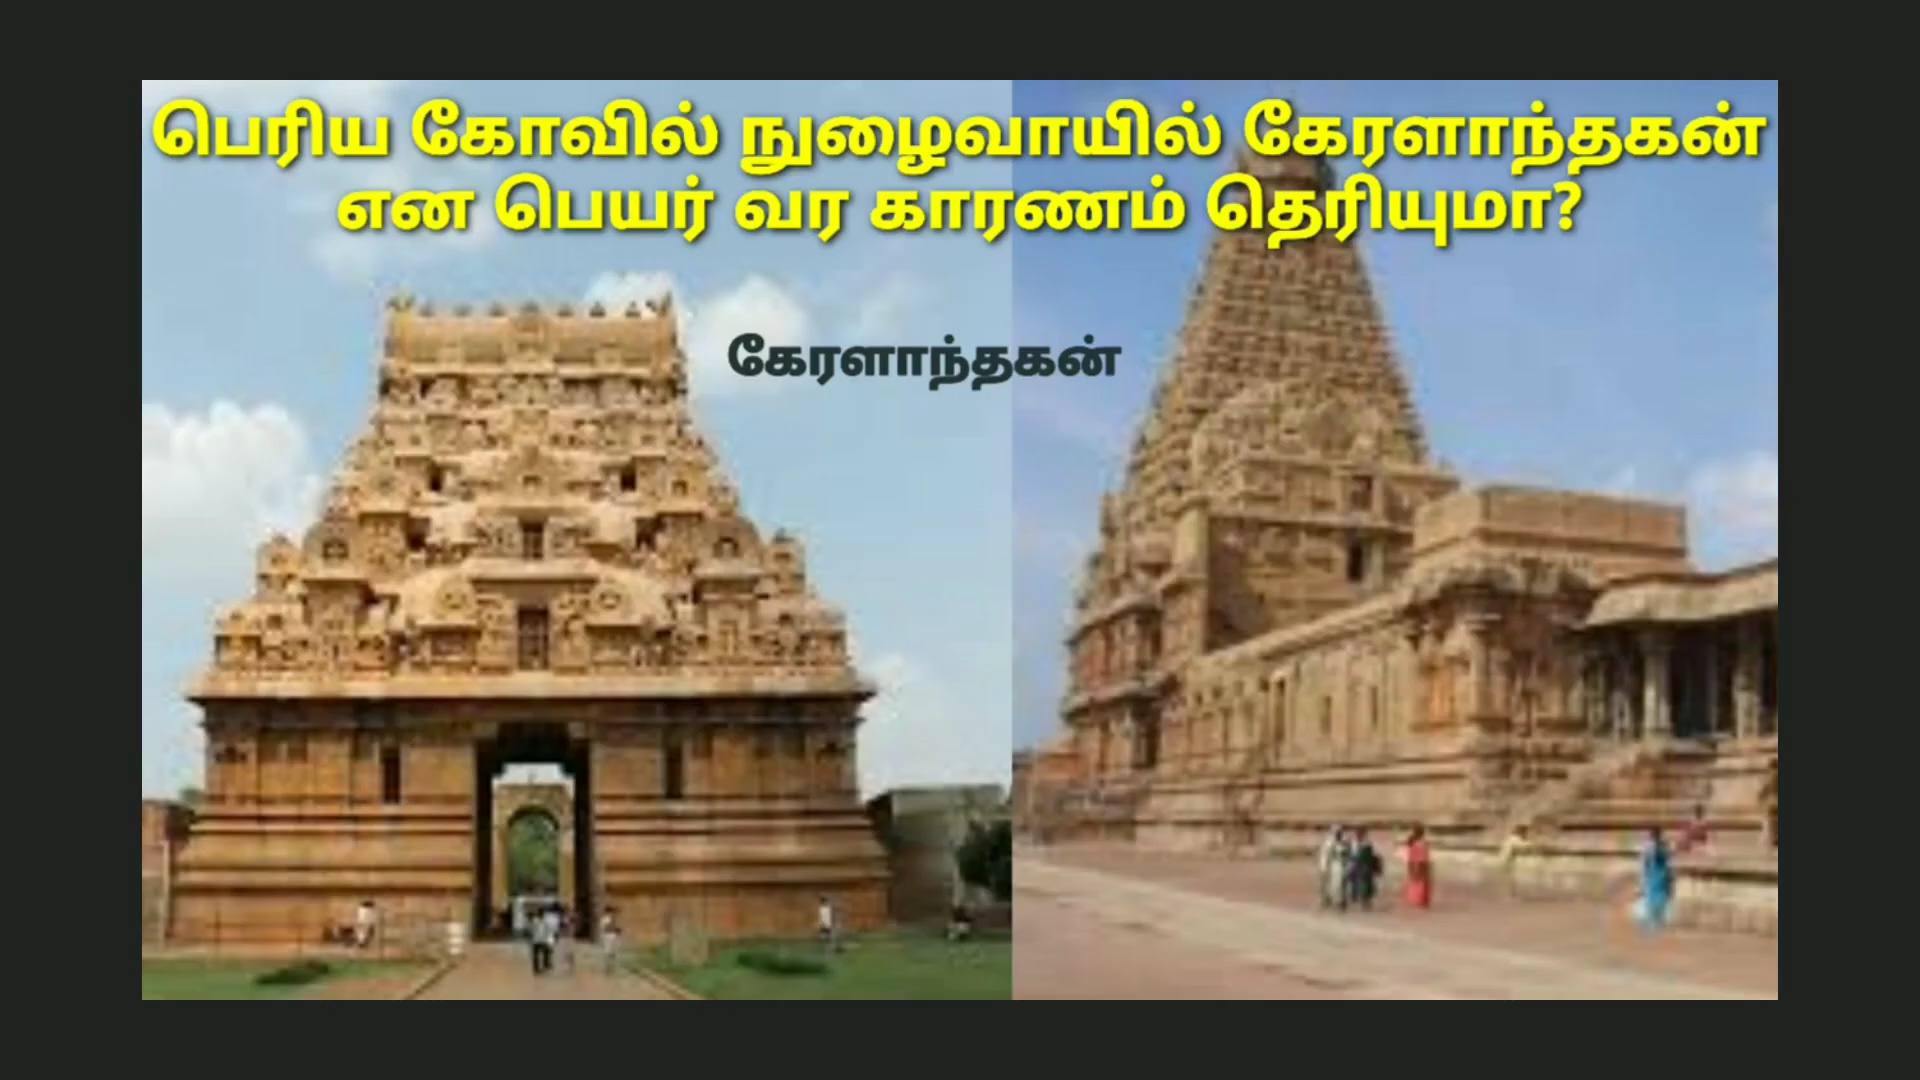 பெரிய கோவில் நுழைவாயில் கேரளாந்தகன்
என பெயர் வர காரணம் தெரியுமா?
கேரளாந்தகன்